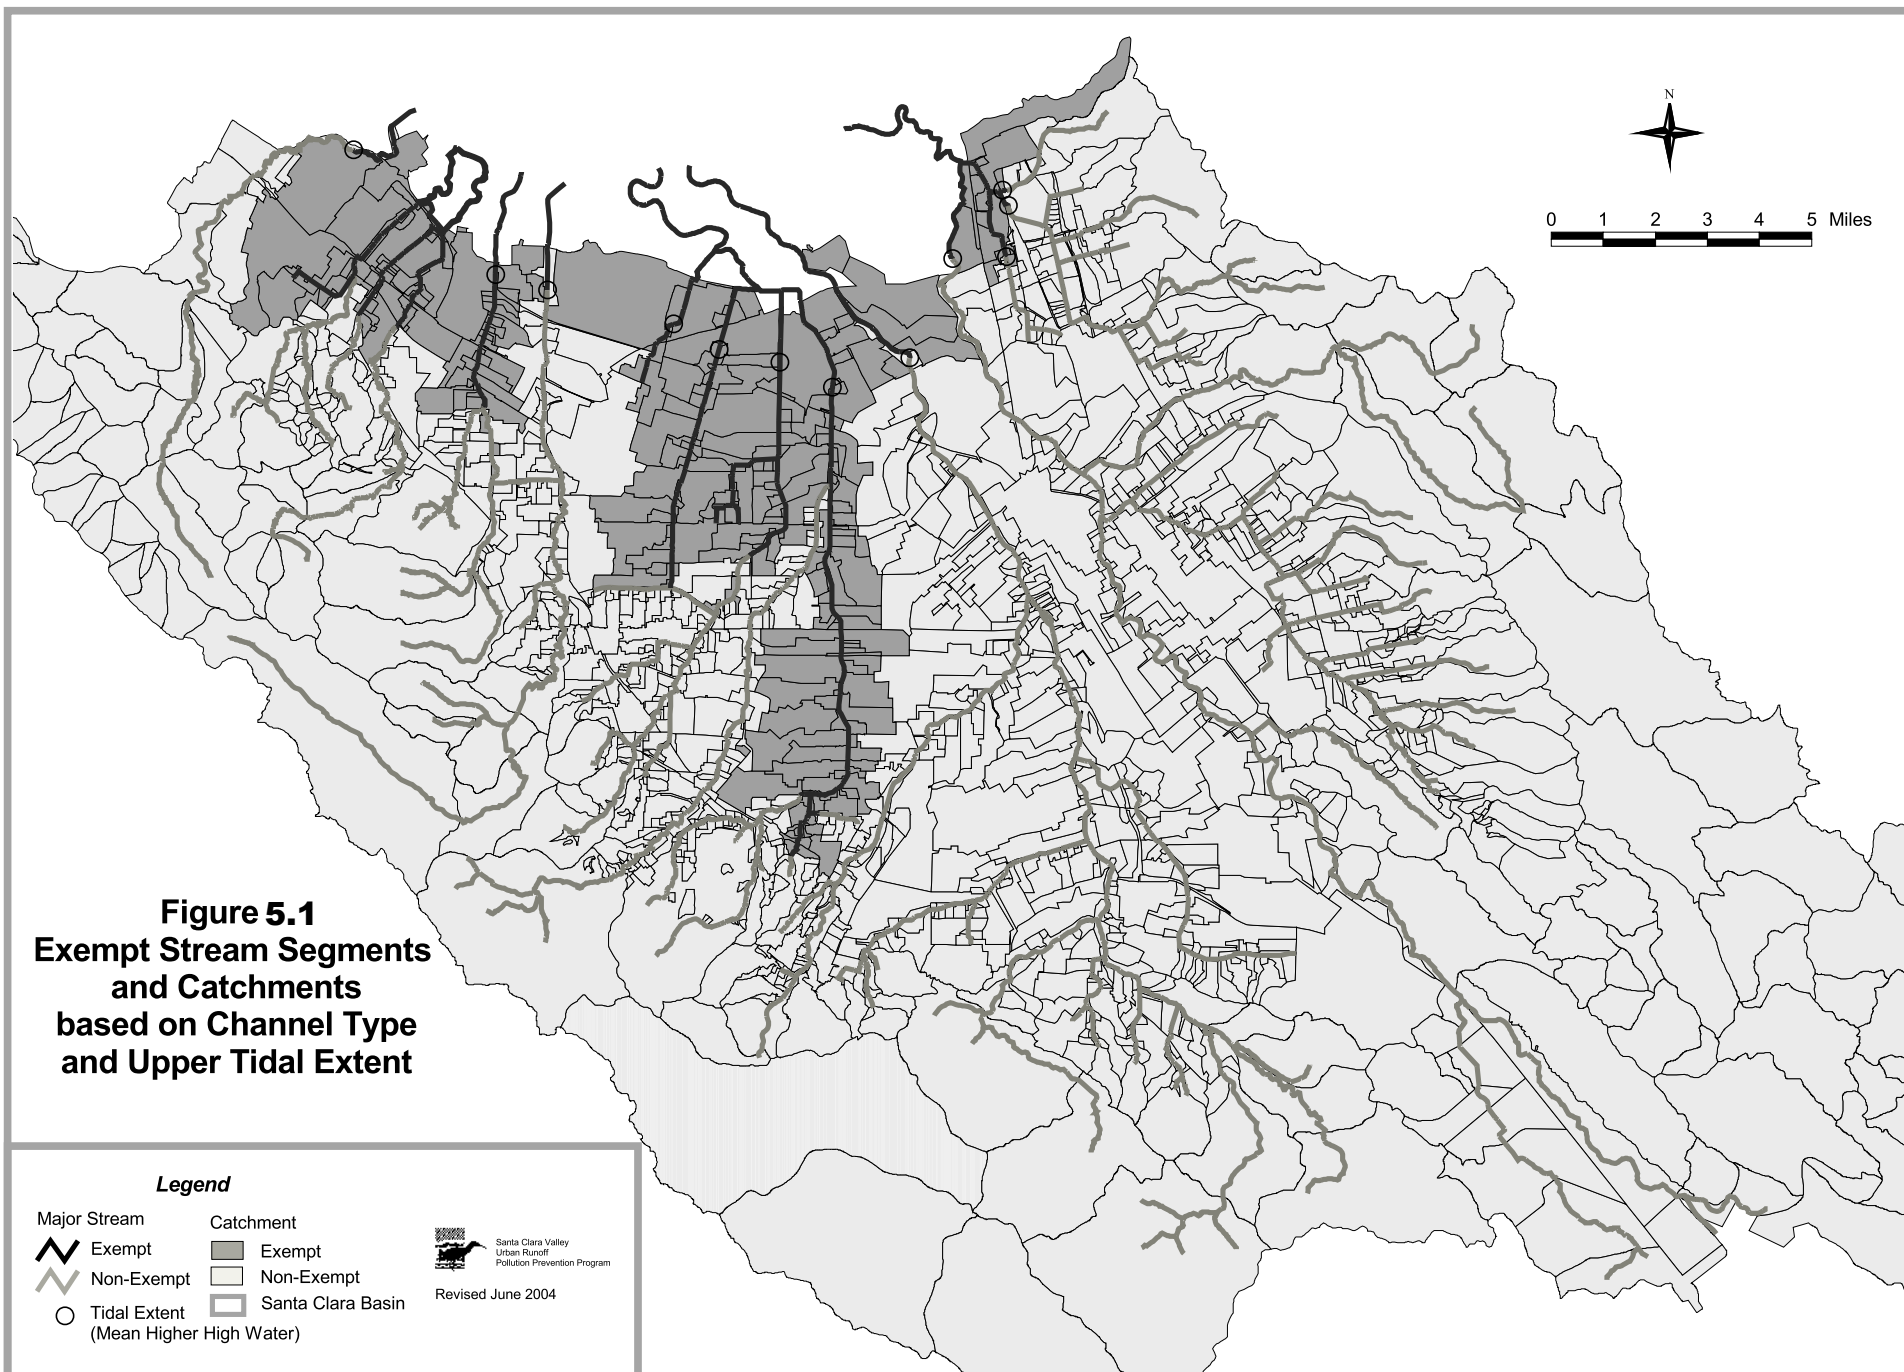 N
0 1 2 3 4 5 Miles
Figure 5.1
Exempt Stream Segments
and Catchments
based on Channel Type
and Upper Tidal Extent
Legend
Major Stream
Exempt
Non-Exempt
Tidal Extent
(Mean Higher High Water)
Catchment
Exempt
Non-Exempt
Santa Clara Basin
Santa Clara Valley
Urban Runoff
Pollution Prevention Program
Revised June 2004